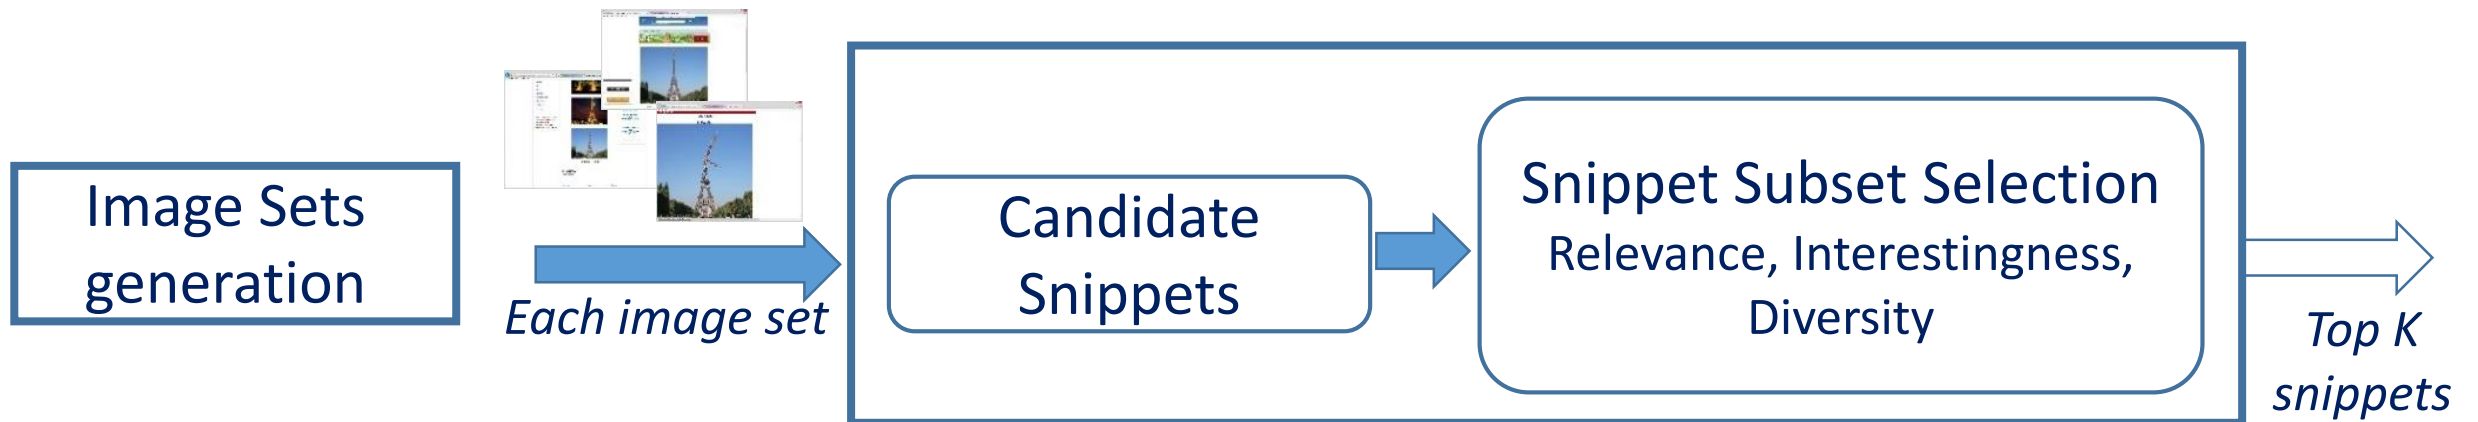 Image Sets
generation
Each image set
Candidate
Snippets
Snippet Subset Selection
Relevance, Interestingness,
Diversity
Top K
snippets